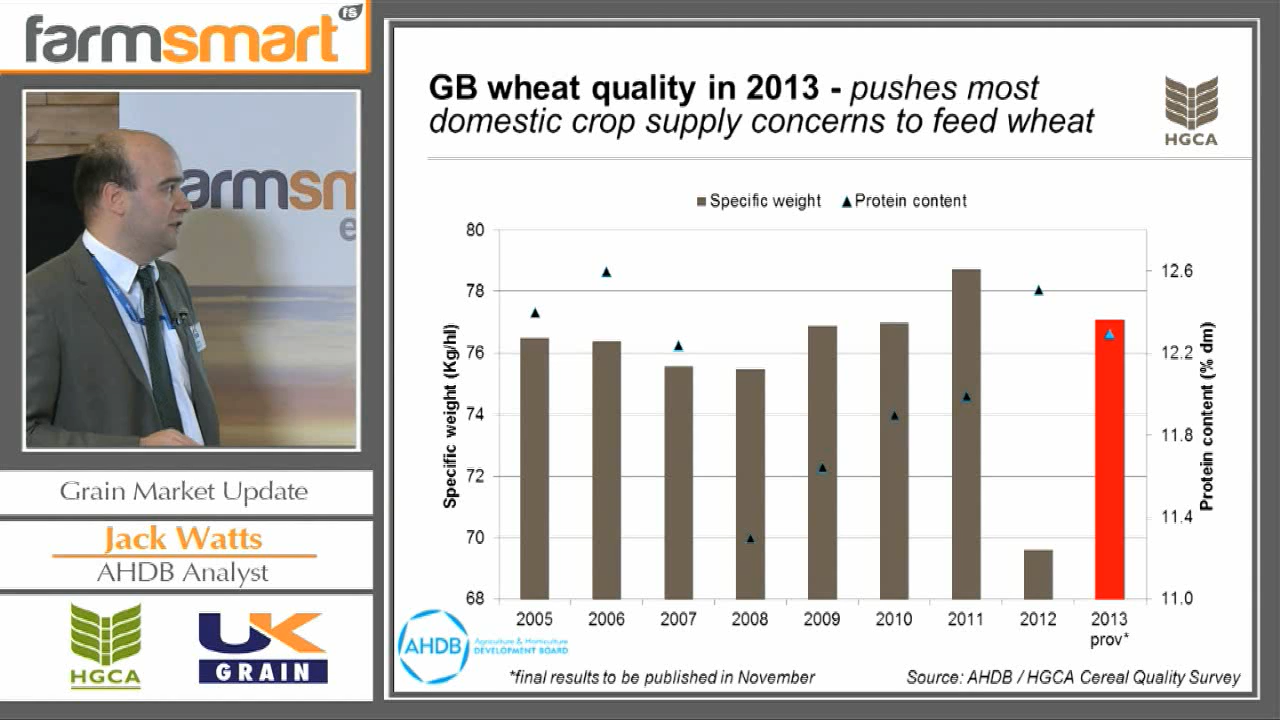 farmsmart fs
armsm
e
Grain Market Update
Jack Watts
AHDB Analyst
HGCA
UK
GRAIN
GB wheat quality in 2013 - pushes most
domestic crop supply concerns to feed wheat
HGCA
Specific weight
Protein content
Specific weight (Kg/hl)
80
78
76
74
72
70
68
12.6
12.2
11.8
11.4
11.0
Protein content (% dm)
2005
2006
2007
2008
2009
2010
2011
2012
2013
prov*
AHDB
Agriculture & Horticulture
DEVELOPMENT BOARD
*final results to be published in November
Source: AHDB / HGCA Cereal Quality Survey